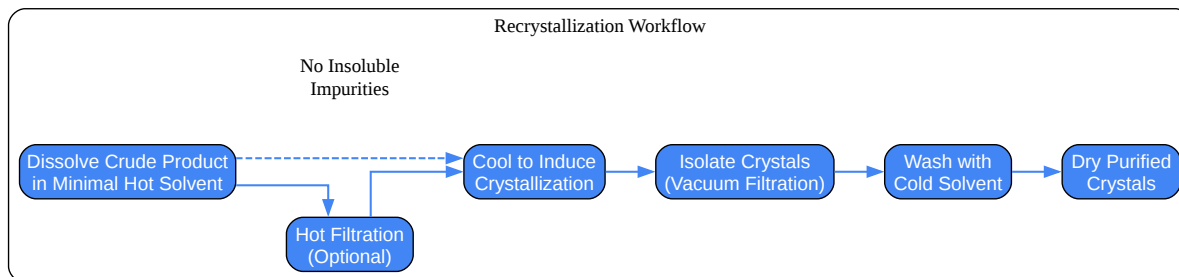 Recrystallization Workflow
No Insoluble
Impurities
Dissolve Crude Product
in Minimal Hot Solvent
Hot Filtration
(Optional)
Cool to Induce
Crystallization
Isolate Crystals
(Vacuum Filtration)
Wash with
Cold Solvent
Dry Purified
Crystals